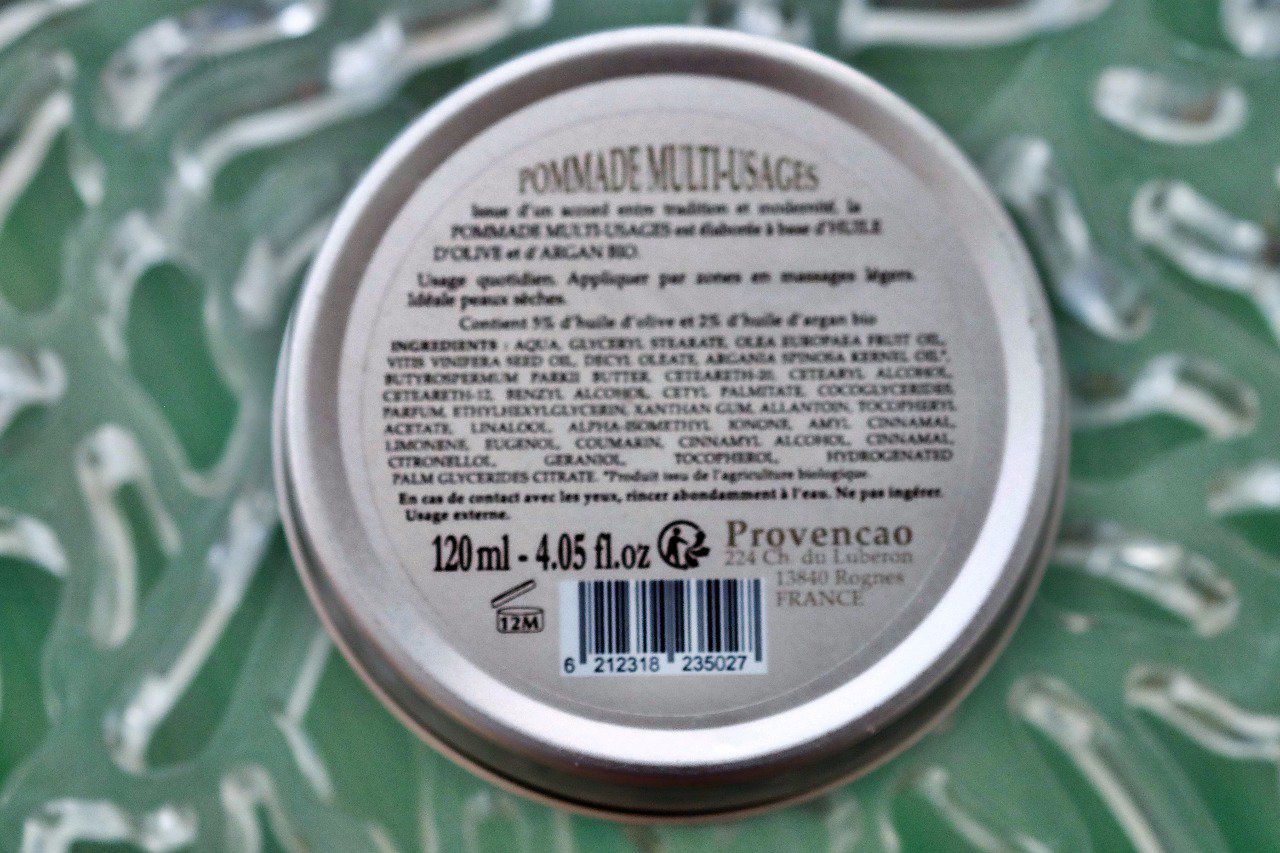 POMMADE MULTI-USAGES
Issue d'un accord entre tradition et modernité, la
POMMADE MULTI-USAGES est élaborée à base d'HUILE
D'OLIVE et d'ARGAN BIO.
Usage quotidien. Appliquer par zones en massages légers.
Idéale peaux sèches.
Contient 5% d'huile d'olive et 2% d'huile d'argan bio
INGREDIENTS : AQUA, GLYCERYL STEARATE, OLEA EUROPAEA FRUIT OIL,
VITIS VINIFERA SEED OIL, DECYL OLEATE, ARGANIA SPINOSA KERNEL OIL*,
BUTYROSPERMUM PARKII BUTTER, CETEARETH-20, CETEARYL ALCOHOL,
CETEARETH-12, BENZYL ALCOHOL, CETYL PALMITATE, COCOGLYCERIDES,
PARFUM, ETHYLHEXYLGLYCERIN, XANTHAN GUM, ALLANTOIN, TOCOPHERYL
ACETATE, LINALOOL, ALPHA-ISOMETHYL IONONE, AMYL CINNAMAL,
LIMONENE, EUGENOL, COUMARIN, CINNAMYL ALCOHOL, CINNAMAL,
CITRONELLOL, GERANIOL, TOCOPHEROL, HYDROGENATED
PALM GLYCERIDES CITRATE. *Produit issu de l'agriculture biologique.
En cas de contact avec les yeux, rincer abondamment à l'eau. Ne pas ingérer.
Usage externe.
120 ml - 4.05 fl.oz
Provencao
224 Ch. du Luberon
13840 Rognes
FRANCE
12M
6 212318 235027